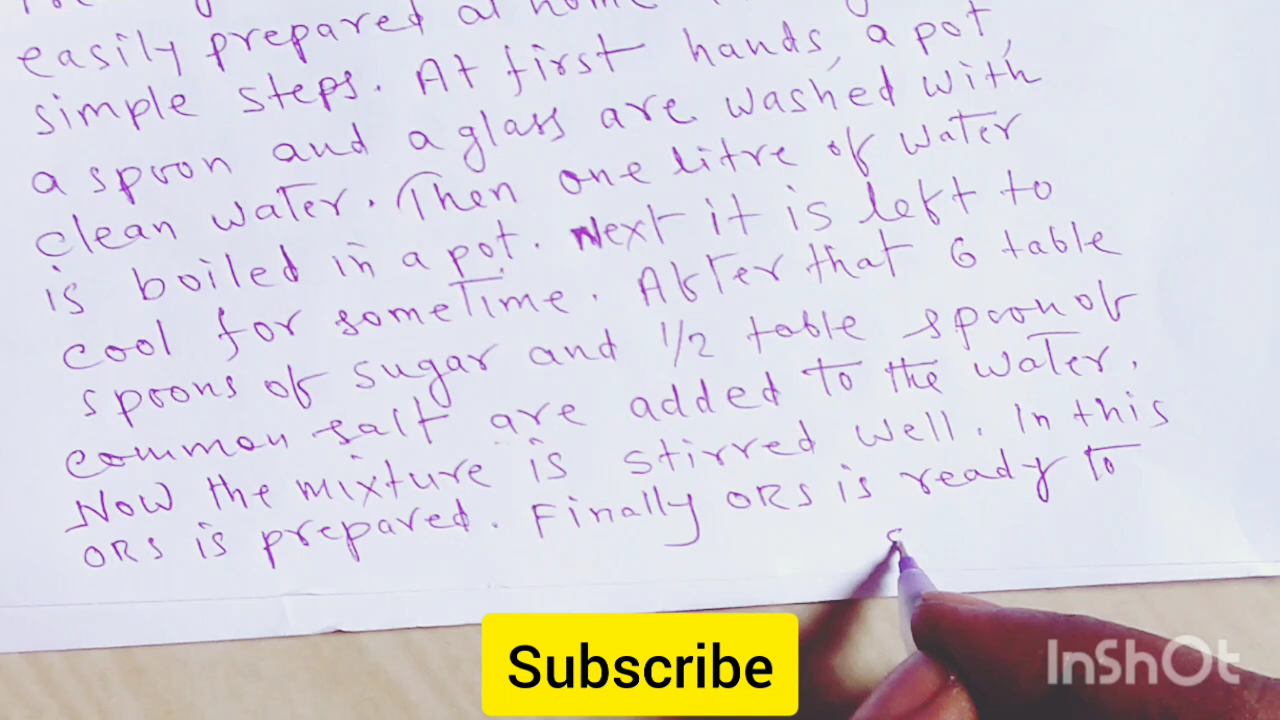 easily prepared at home
simple steps. At first hands, a pot,
a spoon and a glass are washed with
clean water. Then one litre of water
is boiled in a pot. Next it is left to
cool for sometime. After that 6 table
spoons of sugar and 1/2 table spoon of
common salt are added to the water.
Now the mixture is stirred well. In this
ORS is prepared. Finally ORS is ready to
Subscribe
InShOt